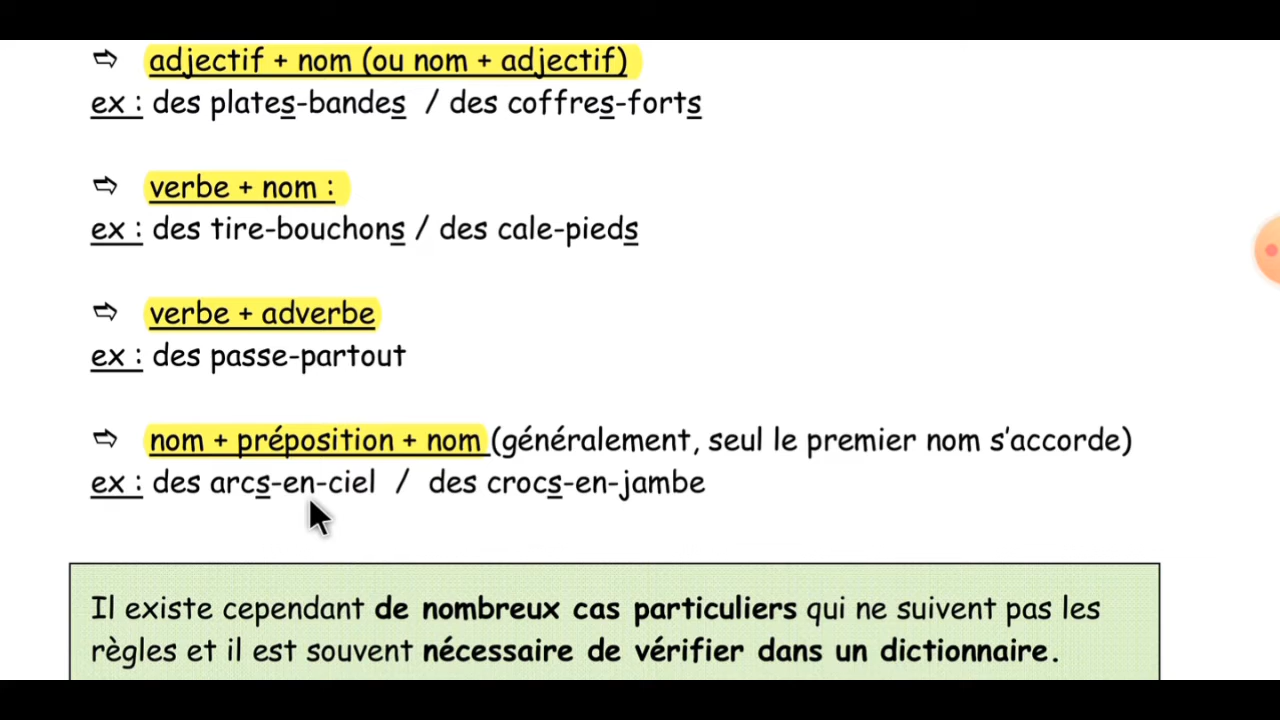 ⇨ adjectif + nom (ou nom + adjectif)
ex : des plates-bandes / des coffres-forts
⇨ verbe + nom :
ex : des tire-bouchons / des cale-pieds
⇨ verbe + adverbe
ex : des passe-partout
⇨ nom + préposition + nom (généralement, seul le premier nom s’accorde)
ex : des arcs-en-ciel / des crocs-en-jambe
Il existe cependant de nombreux cas particuliers qui ne suivent pas les
règles et il est souvent nécessaire de vérifier dans un dictionnaire.